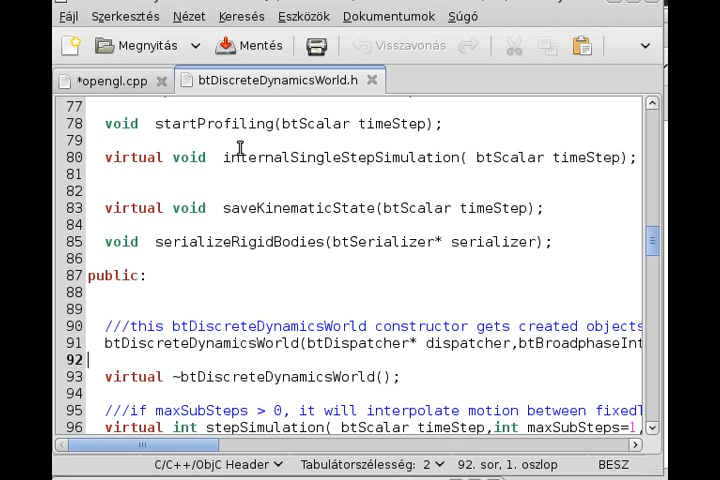 Fájl Szerkesztés Nézet Keresés Eszközök Dokumentumok Súgó
Megnyitás Mentés Visszavonás
*opengl.cpp btDiscreteDynamicsWorld.h
77
78 void startProfiling(btScalar timeStep);
79
80 virtual void internalSingleStepSimulation( btScalar timeStep);
81
82
83 virtual void saveKinematicState(btScalar timeStep);
84
85 void serializeRigidBodies(btSerializer* serializer);
86
87 public:
88
89
90 ///this btDiscreteDynamicsWorld constructor gets created objects
91 btDiscreteDynamicsWorld(btDispatcher* dispatcher,btBroadphaseInt
92
93 virtual ~btDiscreteDynamicsWorld();
94
95 ///if maxSubSteps > 0, it will interpolate motion between fixedl
96 virtual int stepSimulation( btScalar timeStep,int maxSubSteps=1,
C/C++/ObjC Header Tabulátorszélesség: 2 92. sor, 1. oszlop BESZ